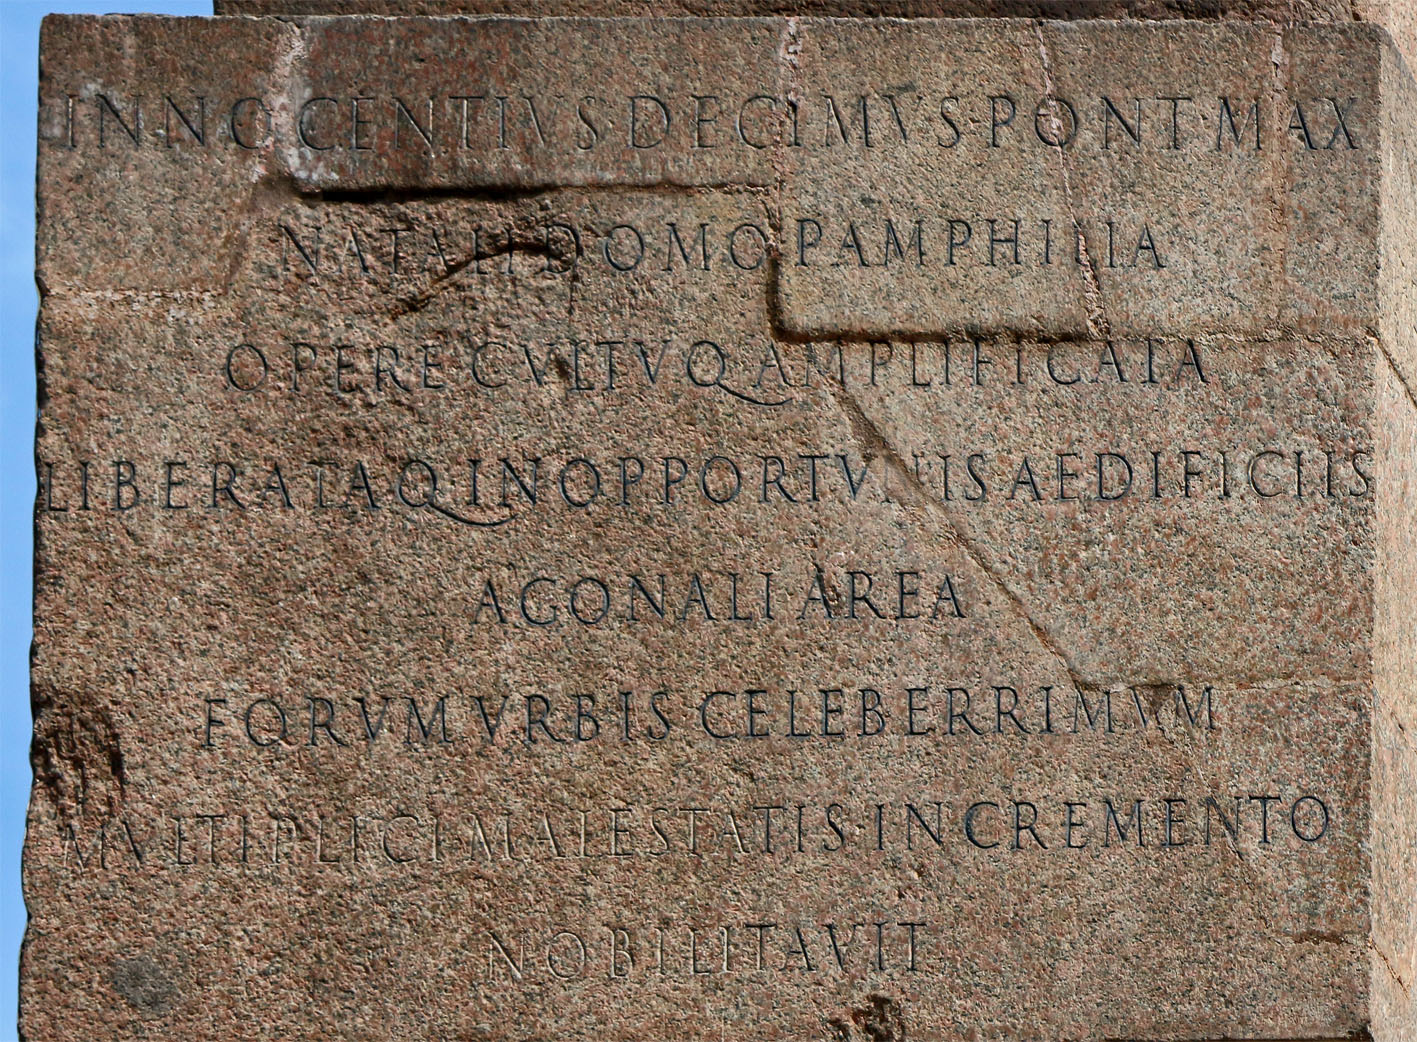 INNOCENTIVS DECIMVS PONT MAX
NATALI DOMO PAMPHILIA
OPERE CVLTVQ AMPLIFICATA
LIBERATAQ INOPPORTVNIS AEDIFICIIS
AGONALI AREA
FORVM VRBIS CELEBERRIMVM
MVLTIPLICI MAIESTATIS INCREMENTO
NOBILITAVIT